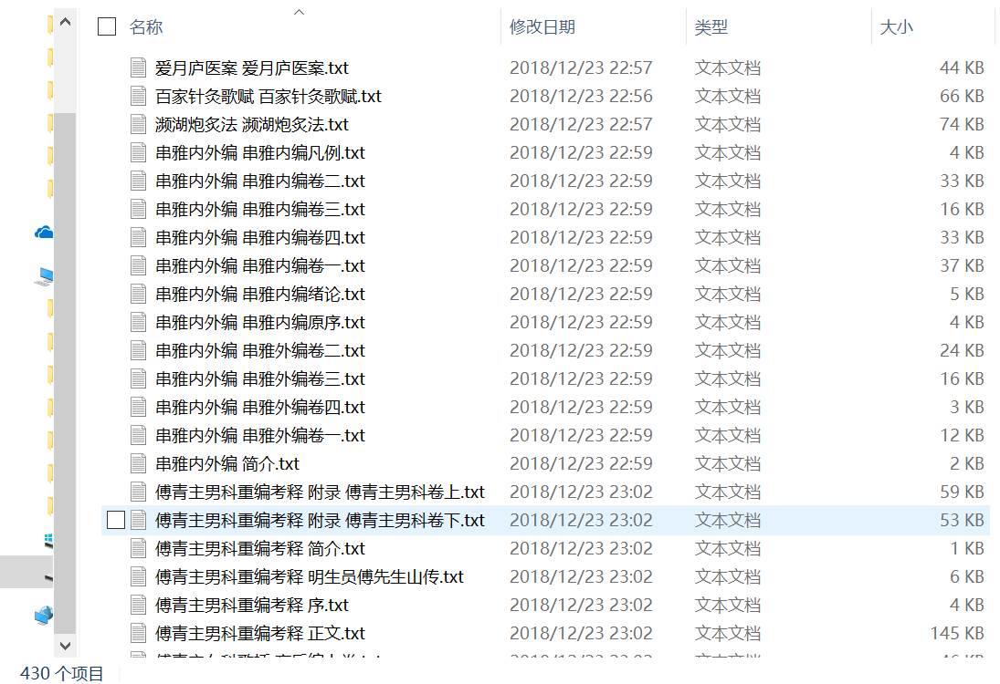 名称 修改日期 类型 大小
爱月庐医案 爱月庐医案.txt 2018/12/23 22:57 文本文档 44 KB
百家针灸歌赋 百家针灸歌赋.txt 2018/12/23 22:56 文本文档 66 KB
濒湖炮炙法 濒湖炮炙法.txt 2018/12/23 22:57 文本文档 74 KB
串雅内外编 串雅内编凡例.txt 2018/12/23 22:59 文本文档 4 KB
串雅内外编 串雅内编卷二.txt 2018/12/23 22:59 文本文档 33 KB
串雅内外编 串雅内编卷三.txt 2018/12/23 22:59 文本文档 16 KB
串雅内外编 串雅内编卷四.txt 2018/12/23 22:59 文本文档 33 KB
串雅内外编 串雅内编卷一.txt 2018/12/23 22:59 文本文档 37 KB
串雅内外编 串雅内编绪论.txt 2018/12/23 22:59 文本文档 5 KB
串雅内外编 串雅内编原序.txt 2018/12/23 22:59 文本文档 4 KB
串雅内外编 串雅外编卷二.txt 2018/12/23 22:59 文本文档 24 KB
串雅内外编 串雅外编卷三.txt 2018/12/23 22:59 文本文档 16 KB
串雅内外编 串雅外编卷四.txt 2018/12/23 22:59 文本文档 3 KB
串雅内外编 串雅外编卷一.txt 2018/12/23 22:59 文本文档 12 KB
串雅内外编 简介.txt 2018/12/23 22:59 文本文档 2 KB
傅青主男科重编考释 附录 傅青主男科卷上.txt 2018/12/23 23:02 文本文档 59 KB
傅青主男科重编考释 附录 傅青主男科卷下.txt 2018/12/23 23:02 文本文档 53 KB
傅青主男科重编考释 简介.txt 2018/12/23 23:02 文本文档 1 KB
傅青主男科重编考释 明生员傅先生山传.txt 2018/12/23 23:02 文本文档 6 KB
傅青主男科重编考释 序.txt 2018/12/23 23:02 文本文档 4 KB
傅青主男科重编考释 正文.txt 2018/12/23 23:02 文本文档 145 KB
430 个项目